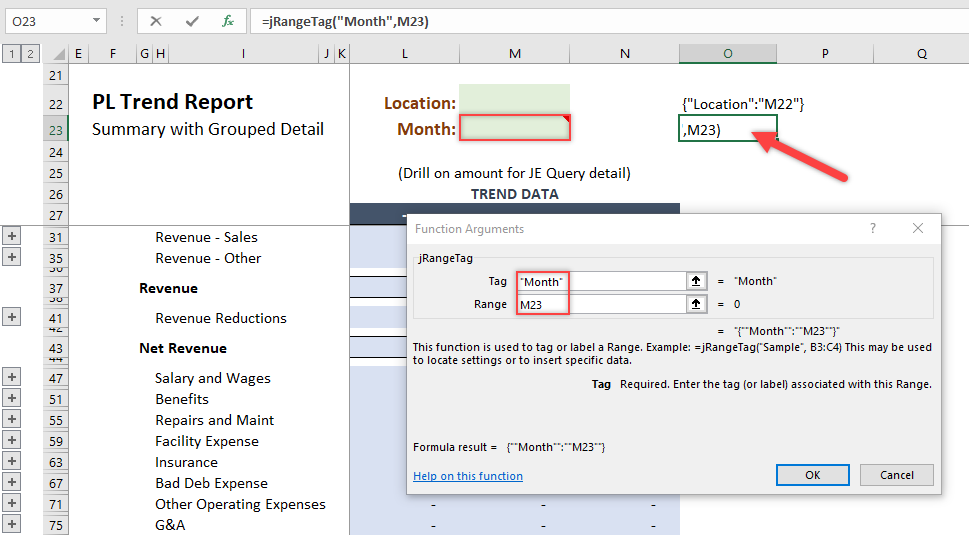 O23 =jRangeTag("Month",M23)
1 2 E F G H I J K L M N O P Q
21
22 PL Trend Report Location: {"Location":"M22"}
23 Summary with Grouped Detail Month: ,M23)
24
25 (Drill on amount for JE Query detail)
26 TREND DATA
27 -
31 Revenue - Sales
35 Revenue - Other
36
37 Revenue
38
41 Revenue Reductions
42
43 Net Revenue
44
47 Salary and Wages
51 Benefits
55 Repairs and Maint
59 Facility Expense
63 Insurance
67 Bad Deb Expense
71 Other Operating Expenses - - -
75 G&A - - -
Function Arguments ?
jRangeTag
Tag "Month" = "Month"
Range M23 = 0
= "{""Month"":""M23""}"
This function is used to tag or label a Range. Example: =jRangeTag("Sample", B3:C4) This may be used
to locate settings or to insert specific data.
Tag Required. Enter the tag (or label) associated with this Range.
Formula result = {""Month"":""M23""}
Help on this function OK Cancel